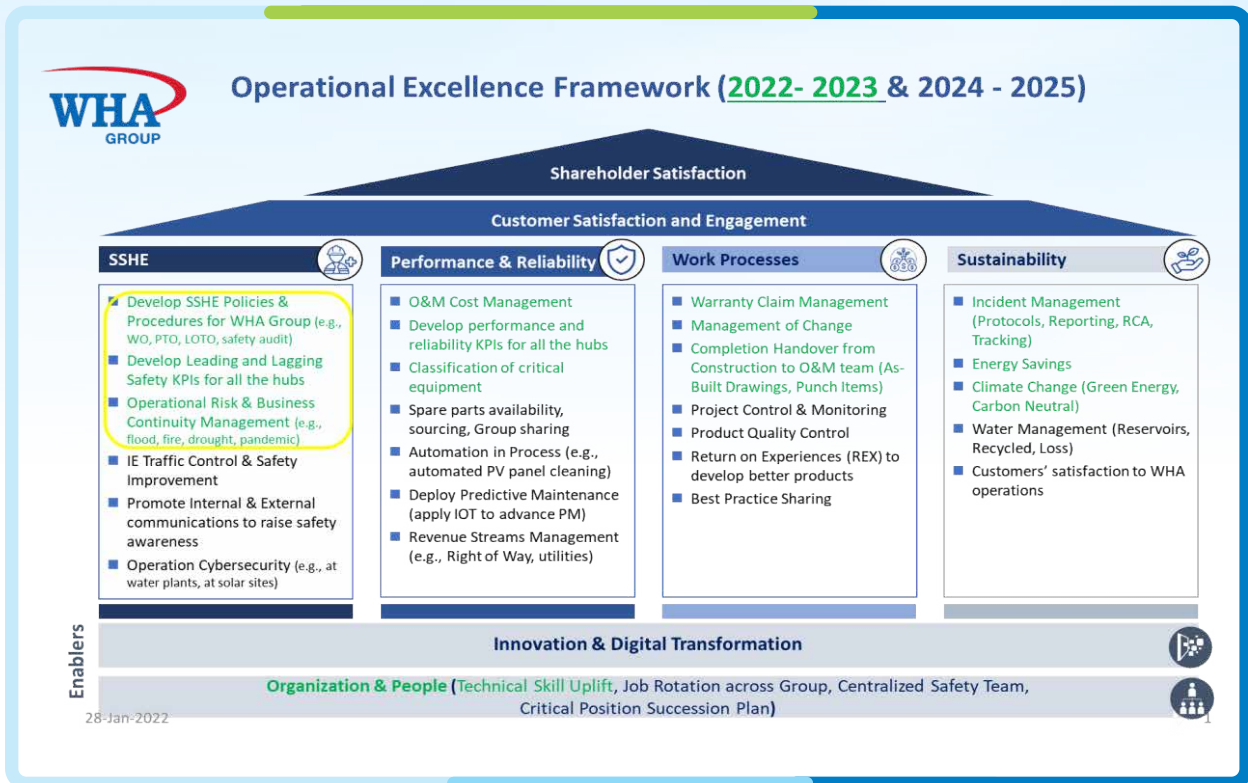 WHA
GROUP
Operational Excellence Framework (2022- 2023 & 2024 - 2025)
Shareholder Satisfaction
Customer Satisfaction and Engagement
SSHE
Develop SSHE Policies &
Procedures for WHA Group (e.g.,
WO, PTO, LOTO, safety audit)
Develop Leading and Lagging
Safety KPIs for all the hubs
Operational Risk & Business
Continuity Management (e.g.,
flood, fire, drought, pandemic)
IE Traffic Control & Safety
Improvement
Promote Internal & External
communications to raise safety
awareness
Operation Cybersecurity (e.g., at
water plants, at solar sites)
Performance & Reliability
O&M Cost Management
Develop performance and
reliability KPIs for all the hubs
Classification of critical
equipment
Spare parts availability,
sourcing, Group sharing
Automation in Process (e.g.,
automated PV panel cleaning)
Deploy Predictive Maintenance
(apply IOT to advance PM)
Revenue Streams Management
(e.g., Right of Way, utilities)
Work Processes
Warranty Claim Management
Management of Change
Completion Handover from
Construction to O&M team (As-
Built Drawings, Punch Items)
Project Control & Monitoring
Product Quality Control
Return on Experiences (REX) to
develop better products
Best Practice Sharing
Sustainability
Incident Management
(Protocols, Reporting, RCA,
Tracking)
Energy Savings
Climate Change (Green Energy,
Carbon Neutral)
Water Management (Reservoirs,
Recycled, Loss)
Customers' satisfaction to WHA
operations
Enablers
Innovation & Digital Transformation
Organization & People (Technical Skill Uplift, Job Rotation across Group, Centralized Safety Team,
Critical Position Succession Plan)
28-Jan-2022
1